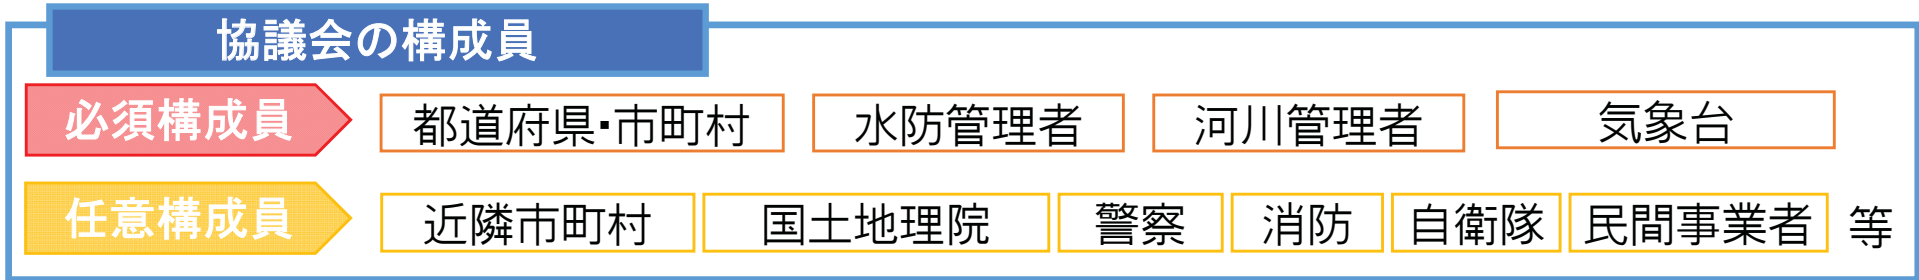 協議会の構成員
必須構成員 都道府県・市町村 水防管理者 河川管理者 気象台
任意構成員 近隣市町村 国土地理院 警察 消防 自衛隊 民間事業者 等